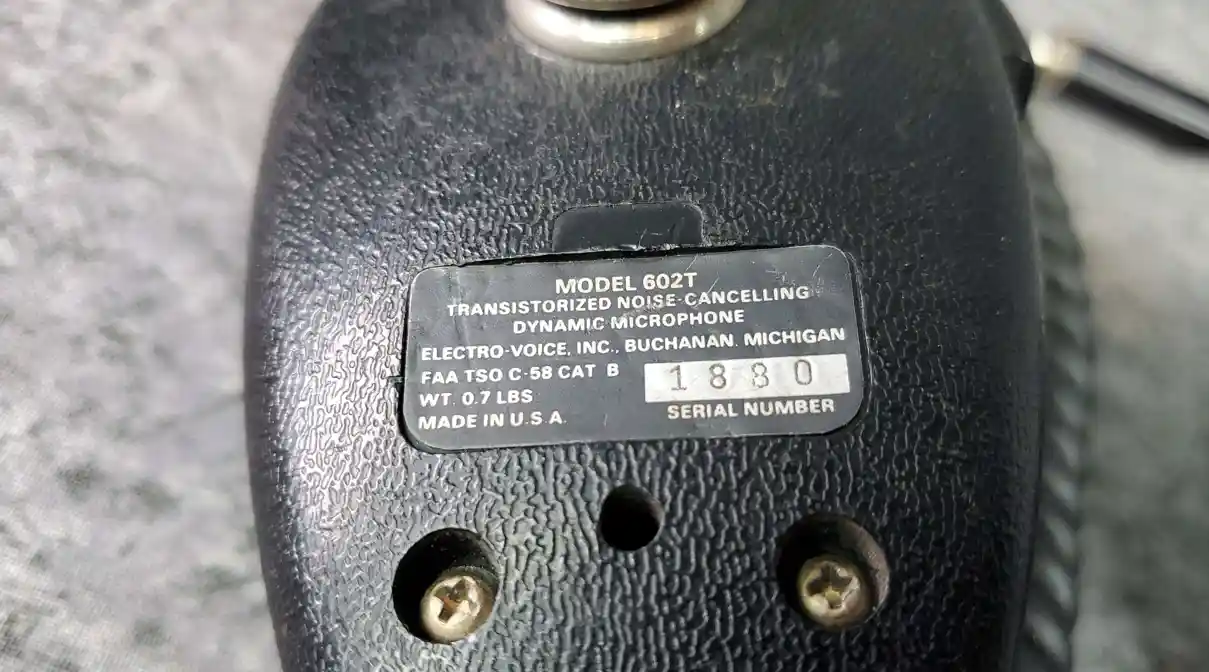 MODEL 602T
TRANSISTORIZED NOISE-CANCELLING
DYNAMIC MICROPHONE
ELECTRO-VOICE, INC., BUCHANAN. MICHIGAN
FAA TSO C-58 CAT B
WT. 0.7 LBS
MADE IN U.S.A.
1880
SERIAL NUMBER